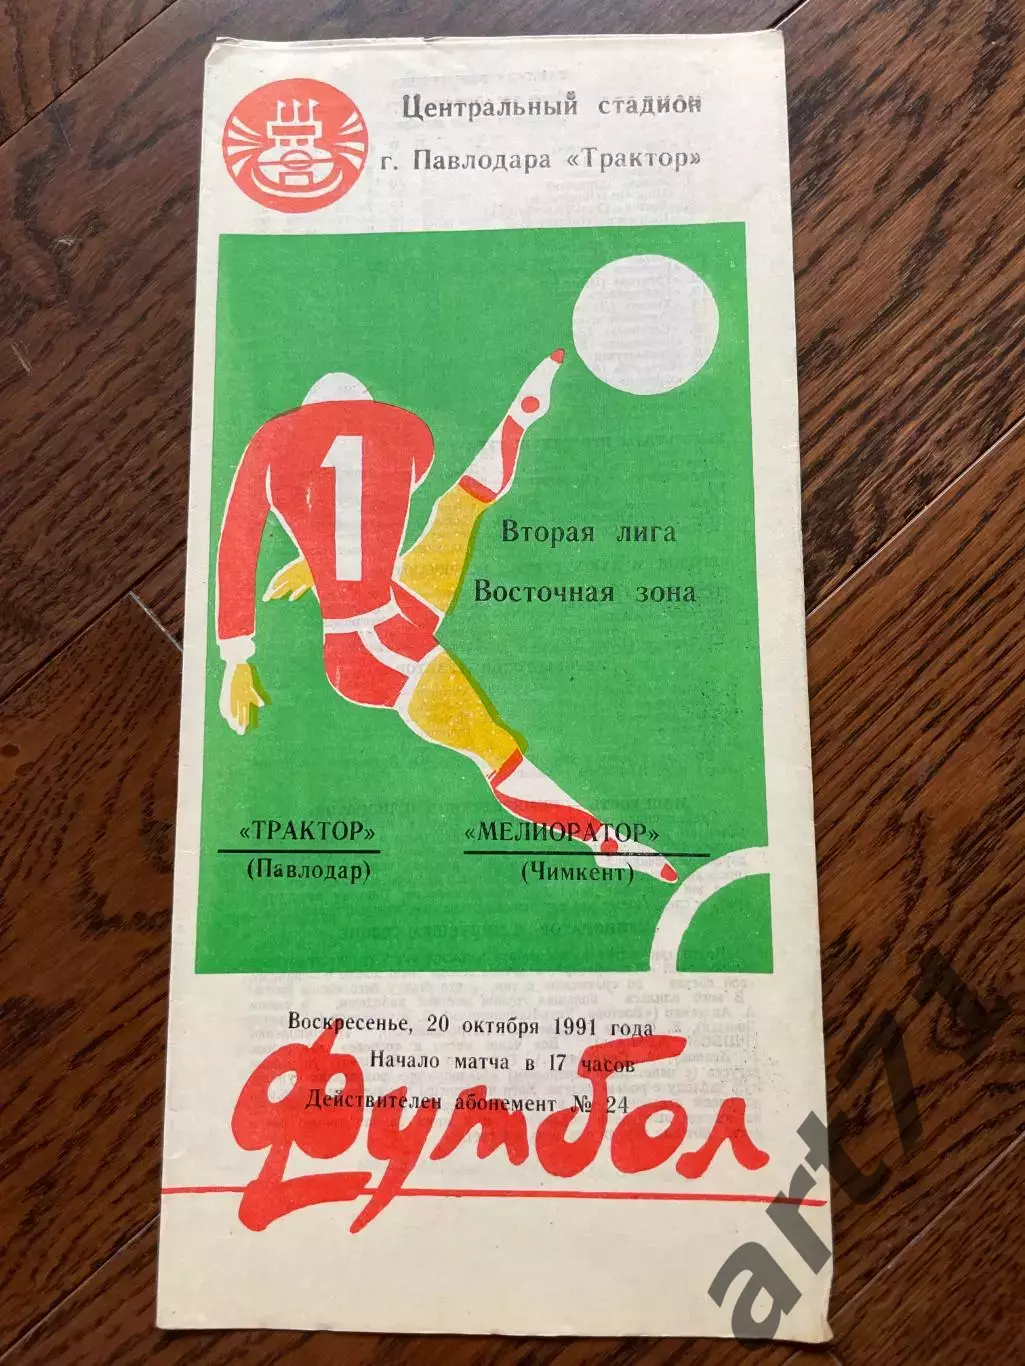 Центральный стадион
г. Павлодара «Трактор»
1
Вторая лига
Восточная зона
«ТРАКТОР»
(Павлодар)
«МЕЛИОРАТОР»
(Чимкент)
Воскресенье, 20 октября 1991 года
Начало матча в 17 часов
Действителен абонемент № 24
Футбол
art71